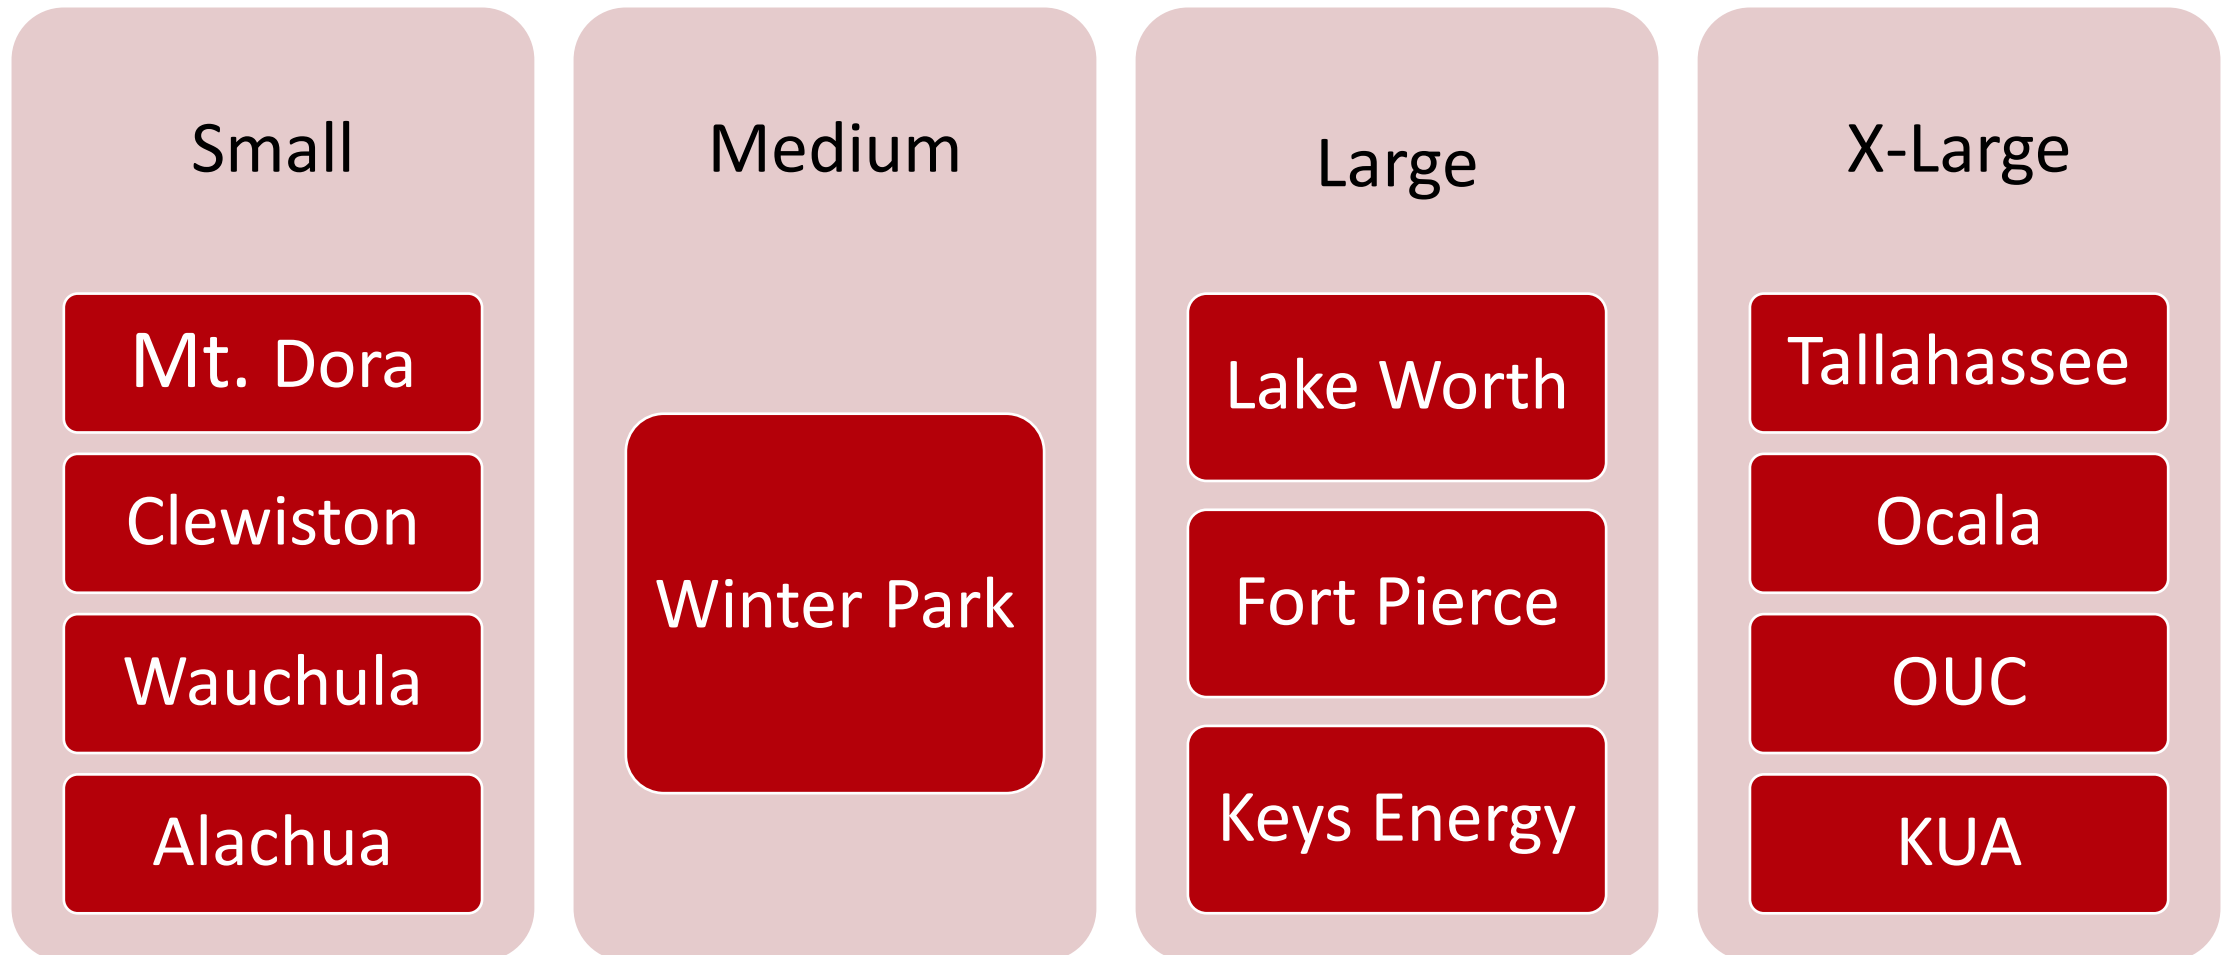 Small
Mt. Dora
Clewiston
Wauchula
Alachua
Medium
Winter Park
Large
Lake Worth
Fort Pierce
Keys Energy
X-Large
Tallahassee
Ocala
OUC
KUA